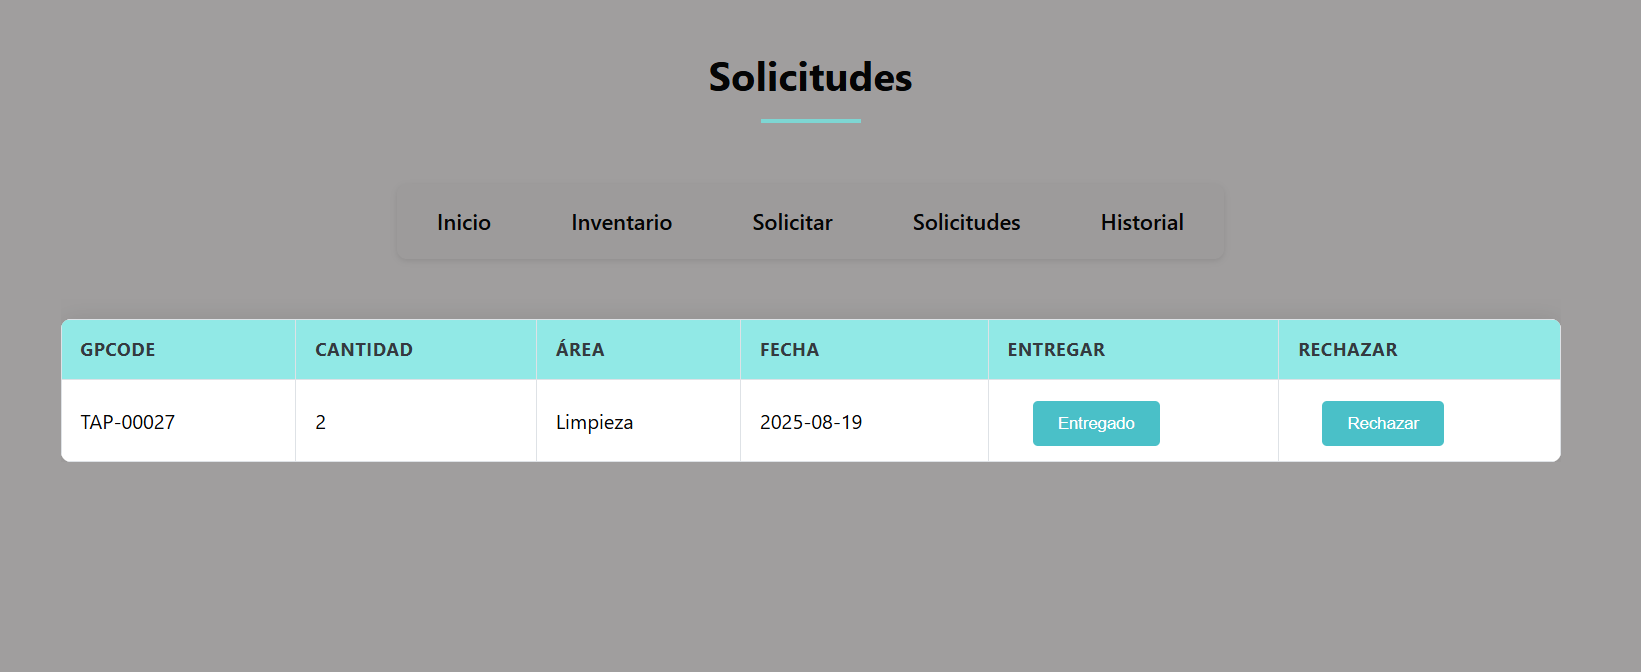 Solicitudes
Inicio Inventario Solicitar Solicitudes Historial
GPCODE CANTIDAD ÁREA FECHA ENTREGAR RECHAZAR
TAP-00027 2 Limpieza 2025-08-19 Entregado Rechazar